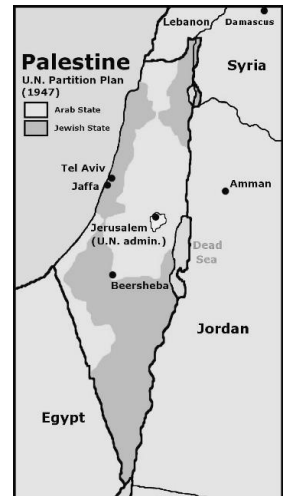 Lebanon
Damascus
Palestine
U.N. Partition Plan
(1947)
Arab State
Jewish State
Syria
Tel Aviv
Jaffa
Amman
Jerusalem
(U.N. admin.)
Dead
Sea
Beersheba
Jordan
Egypt